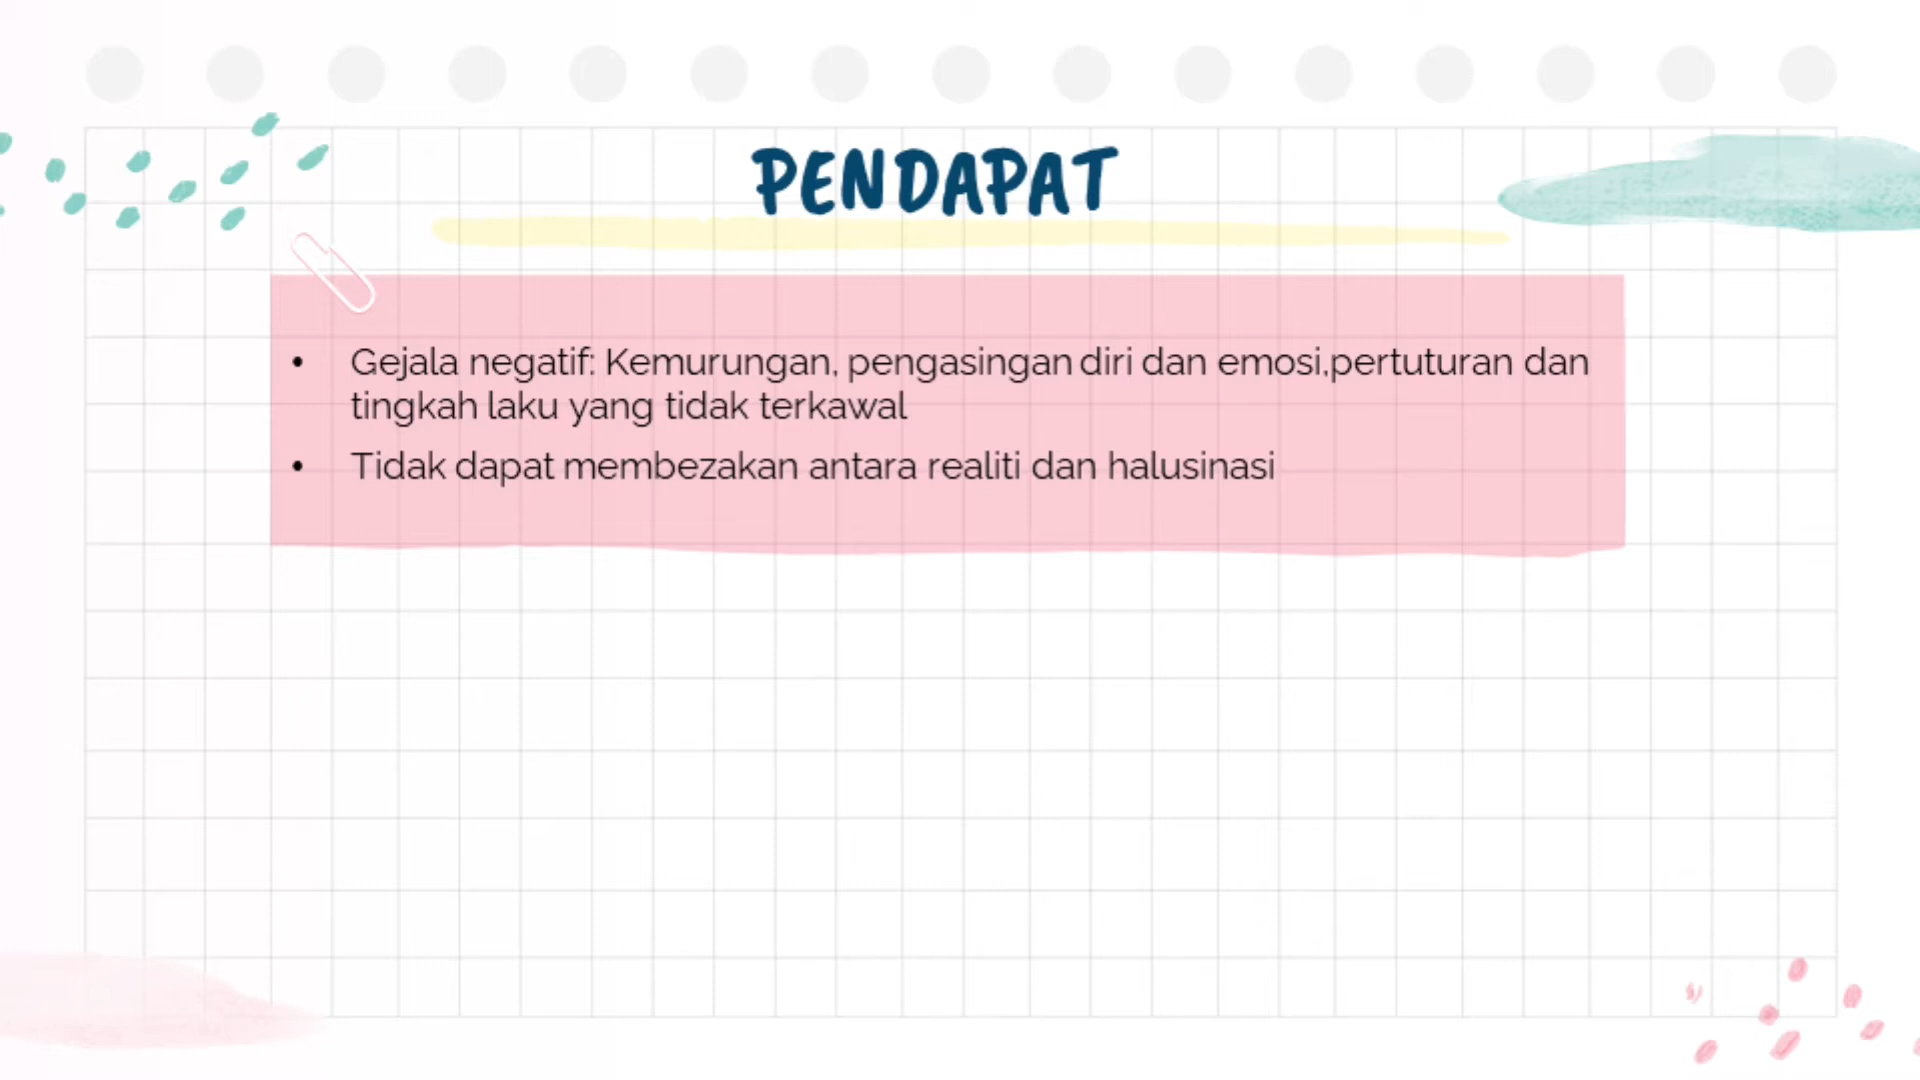 PENDAPAT
• Gejala negatif: Kemurungan, pengasingan diri dan emosi,pertuturan dan
tingkah laku yang tidak terkawal
• Tidak dapat membezakan antara realiti dan halusinasi